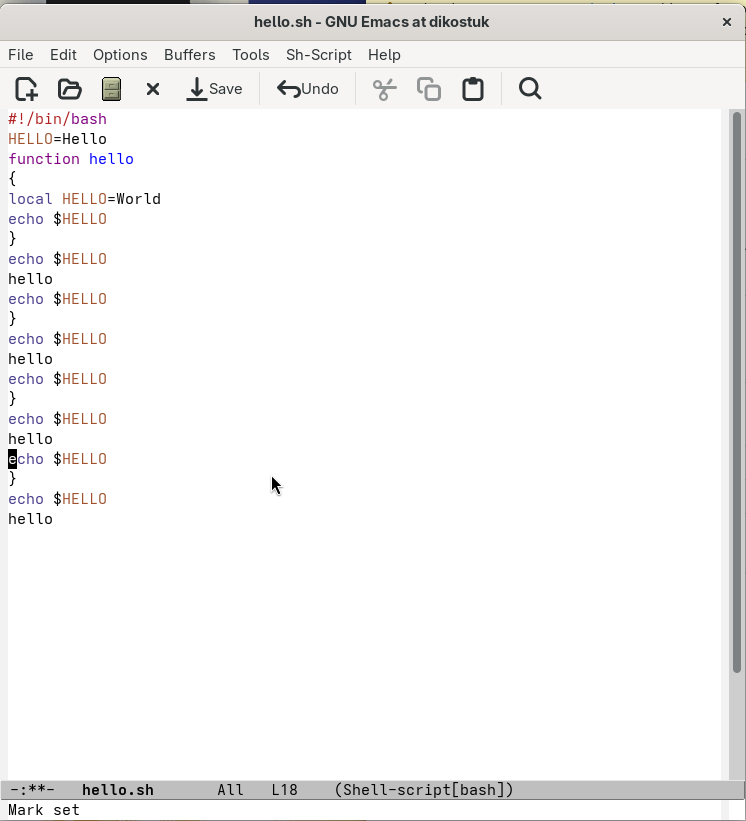 hello.sh - GNU Emacs at dikostuk
File Edit Options Buffers Tools Sh-Script Help
Save Undo
#!/bin/bash
HELLO=Hello
function hello
{
local HELLO=World
echo $HELLO
}
echo $HELLO
hello
echo $HELLO
}
echo $HELLO
hello
echo $HELLO
}
echo $HELLO
hello
echo $HELLO
}
echo $HELLO
hello
-:**- hello.sh All L18 (Shell-script[bash])
Mark set